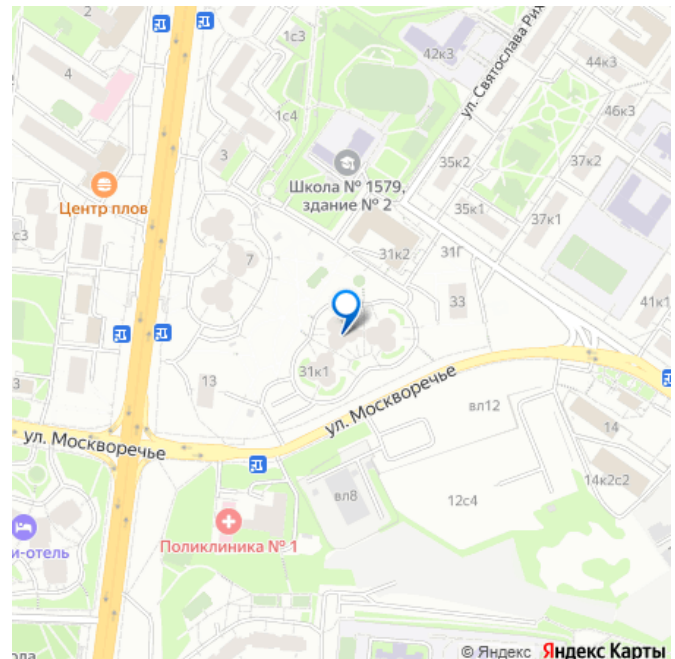 1с3
42к3
44к3
4
ул. Святослава Рих
46к3
1с4
3
35к2
37к2
Школа № 1579,
здание № 2
Центр плов
35к1
37к1
с3
7
31к2
31Г
33
41к1
31к1
13
3
ул. Москворечье
ул. Москворечье
вл12
14
14к2с2
вл8
12с4
и-отель
Поликлиника № 1
ола
© Яндекс Яндекс Карты